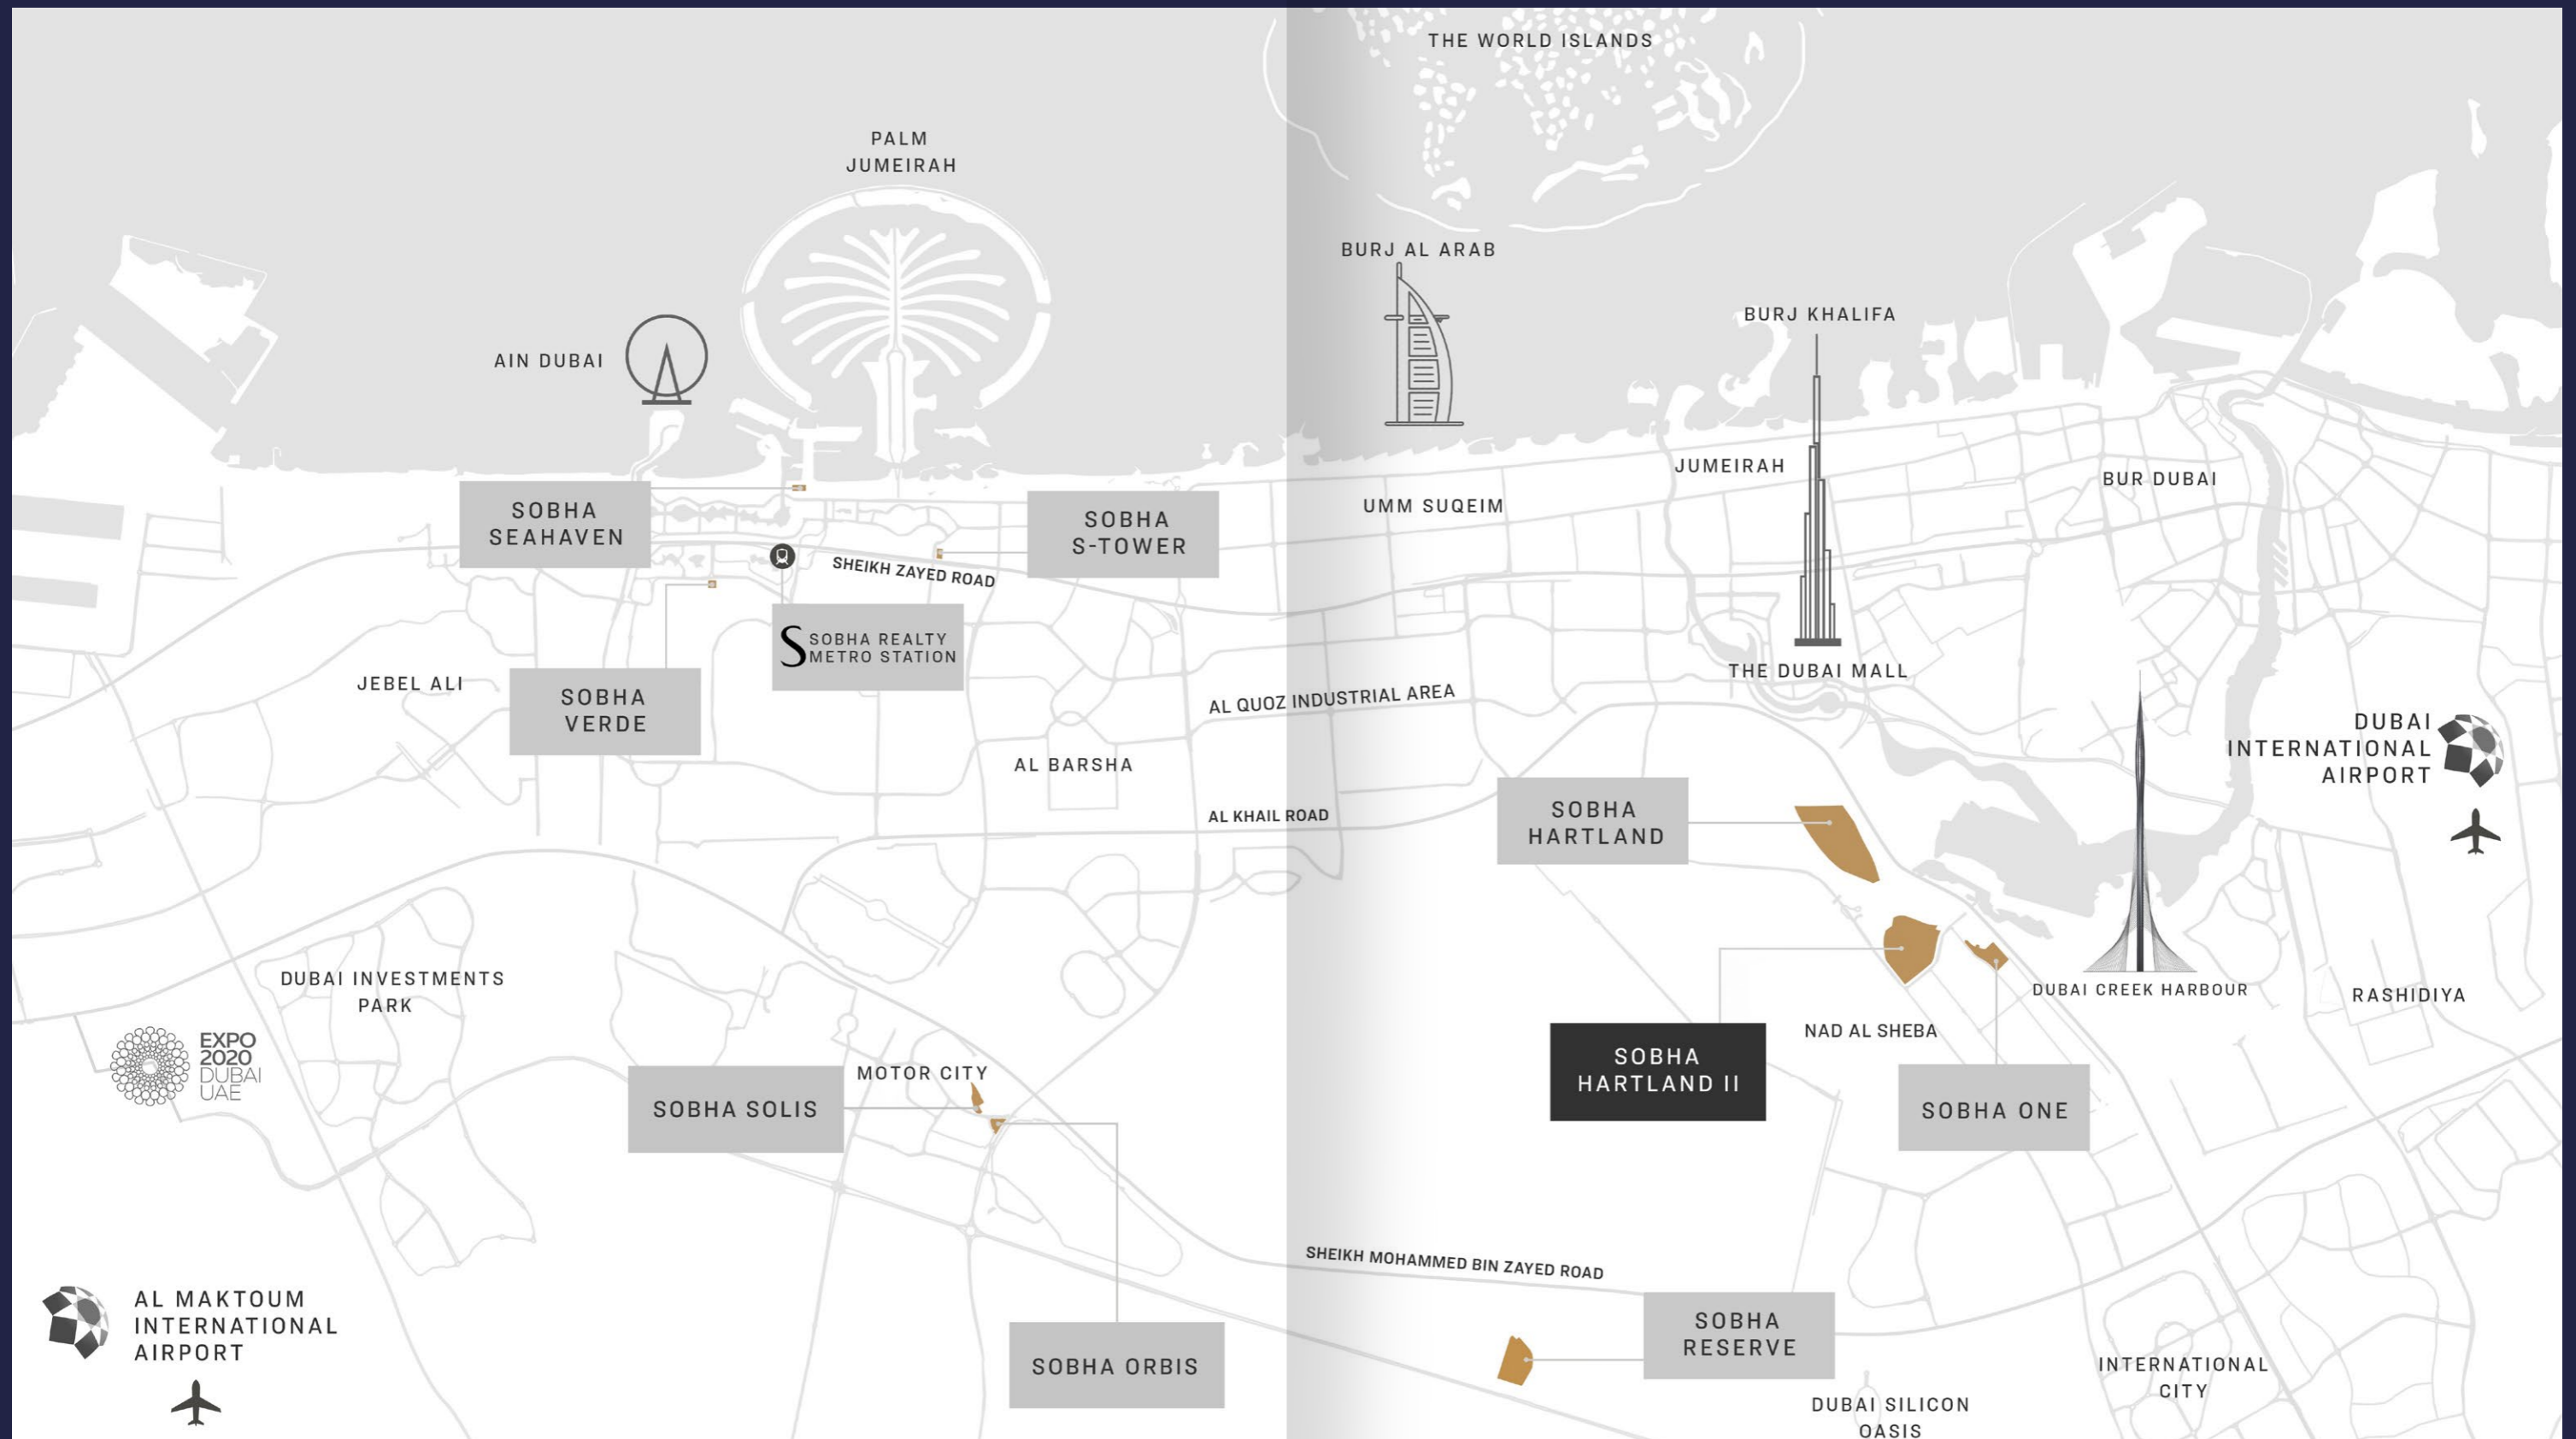 THE WORLD ISLANDS
PALM
JUMEIRAH
BURJ AL ARAB
BURJ KHALIFA
AIN DUBAI
JUMEIRAH
BUR DUBAI
SOBHA
SEAHAVEN
SOBHA
S-TOWER
UMM SUQEIM
SHEIKH ZAYED ROAD
S SOBHA REALTY
METRO STATION
JEBEL ALI
SOBHA
VERDE
THE DUBAI MALL
AL QUOZ INDUSTRIAL AREA
DUBAI
INTERNATIONAL
AIRPORT
AL BARSHA
AL KHAIL ROAD
SOBHA
HARTLAND
DUBAI INVESTMENTS
PARK
DUBAI CREEK HARBOUR
RASHIDIYA
EXPO
2020
DUBAI
UAE
NAD AL SHEBA
SOBHA
HARTLAND II
MOTOR CITY
SOBHA SOLIS
SOBHA ONE
SHEIKH MOHAMMED BIN ZAYED ROAD
AL MAKTOUM
INTERNATIONAL
AIRPORT
SOBHA ORBIS
SOBHA
RESERVE
INTERNATIONAL
CITY
DUBAI SILICON
OASIS